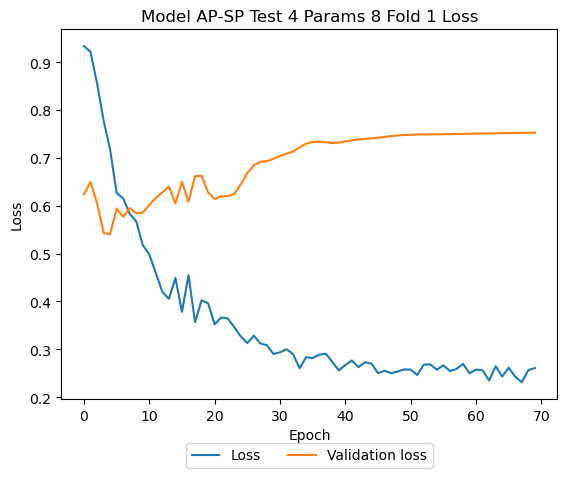 Model AP-SP Test 4 Params 8 Fold 1 Loss
0.9
0.8
0.7
0.6
0.5
0.4
0.3
0.2
Loss
0 10 20 30 40 50 60 70
Epoch
Loss Validation loss